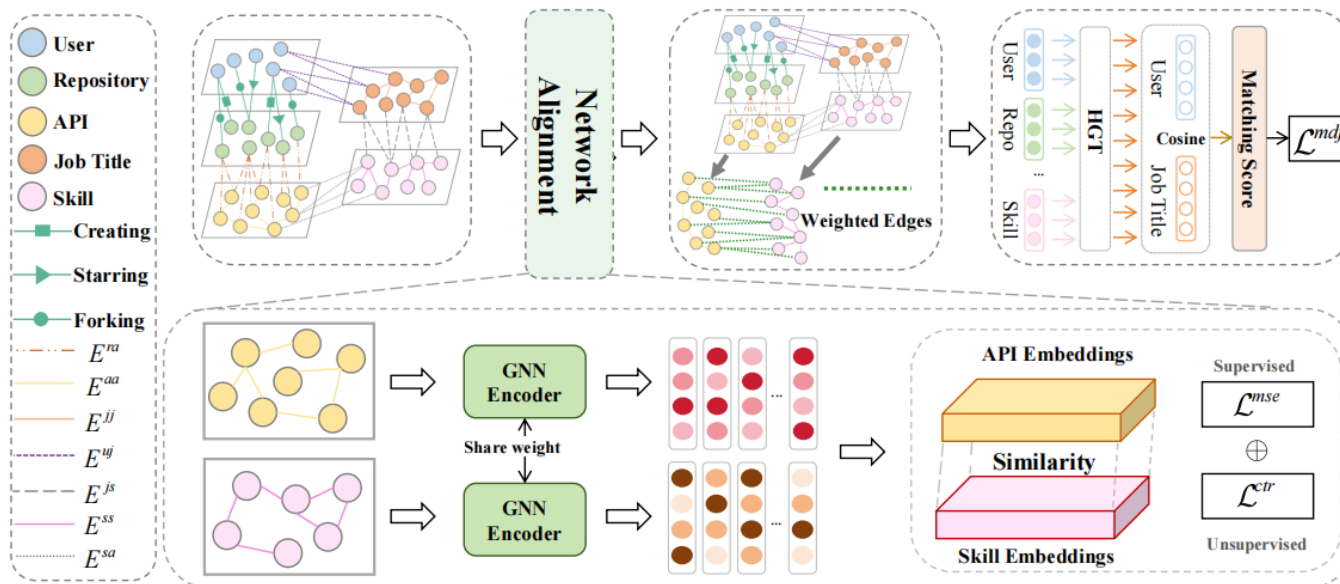 User
Repository
API
Job Title
Skill
Creating
Starring
Forking
E^{ra}
E^{aa}
E^{jj}
E^{uj}
E^{js}
E^{ss}
E^{sa}
Network
Alignment
Weighted Edges
User
Repo
...
Skill
HGT
User
Cosine
Job Title
Matching Score
ℒ^{mdj}
GNN
Encoder
Share weight
GNN
Encoder
...
...
API Embeddings
Similarity
Skill Embeddings
Supervised
ℒ^{mse}
⊕
ℒ^{ctr}
Unsupervised